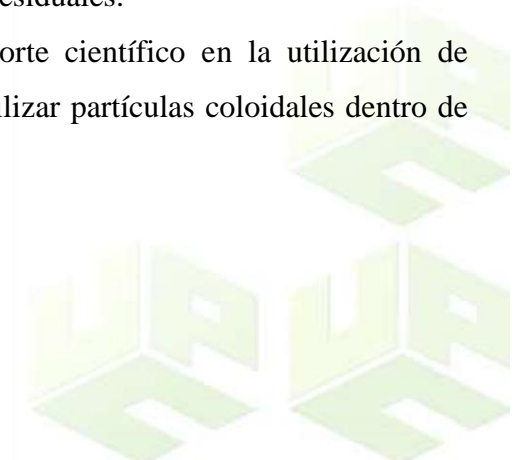 esiduales.
orte científico en la utilización de
ilizar partículas coloidales dentro de